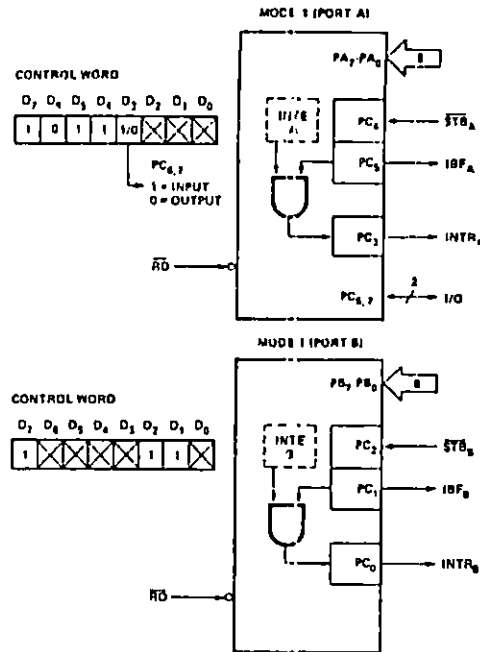 MODE 1 (PORT A)
CONTROL WORD
D7 D6 D5 D4 D3 D2 D1 D0
1 0 1 1 1/0
PC6,7
1 = INPUT
0 = OUTPUT
RD
PA7-PA0 8
INTE A
PC4 STBA
PC5 IBFA
PC3 INTRA
PC6,7 2 I/O
MODE 1 (PORT B)
CONTROL WORD
D7 D6 D5 D4 D3 D2 D1 D0
1 1 1
RD
PB7-PB0 8
INTE B
PC2 STBB
PC1 IBFB
PC0 INTRB